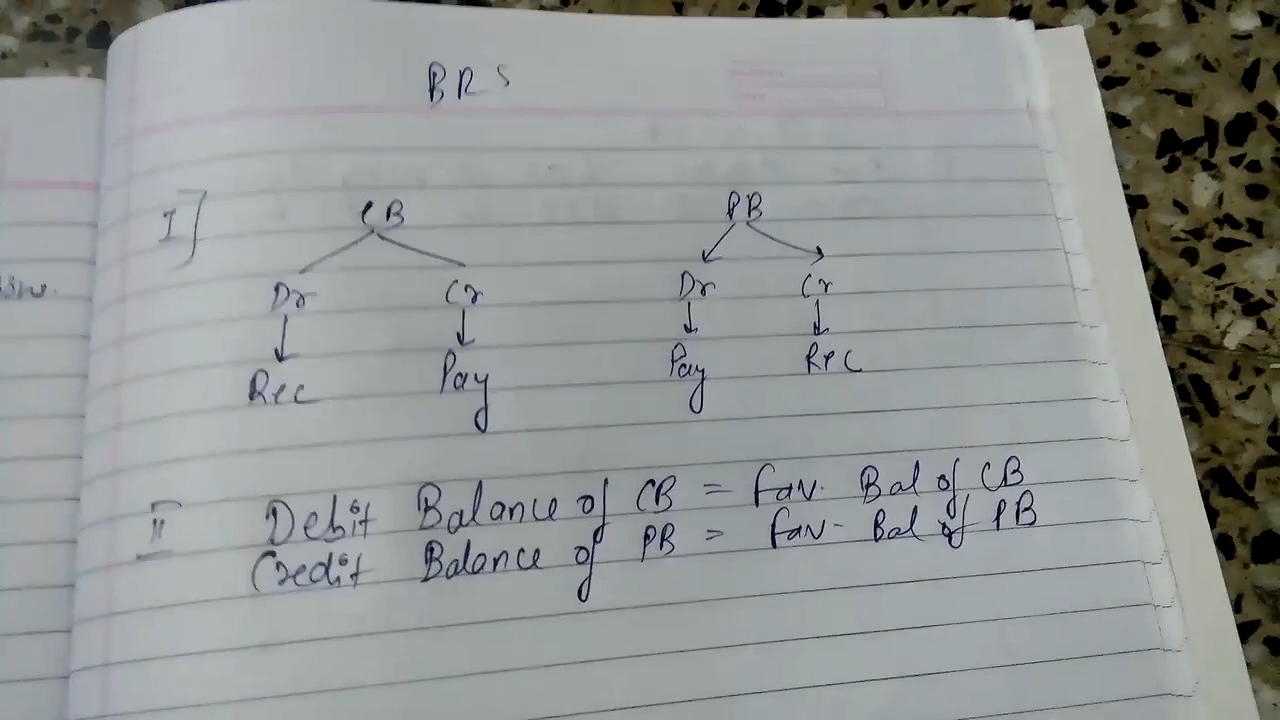 BRS
I]
CB PB
Dr Cr Dr Cr
Rec Pay Pay Rec
II Debit Balance of CB = fav. Bal of CB
Credit Balance of PB = fav- Bal of PB